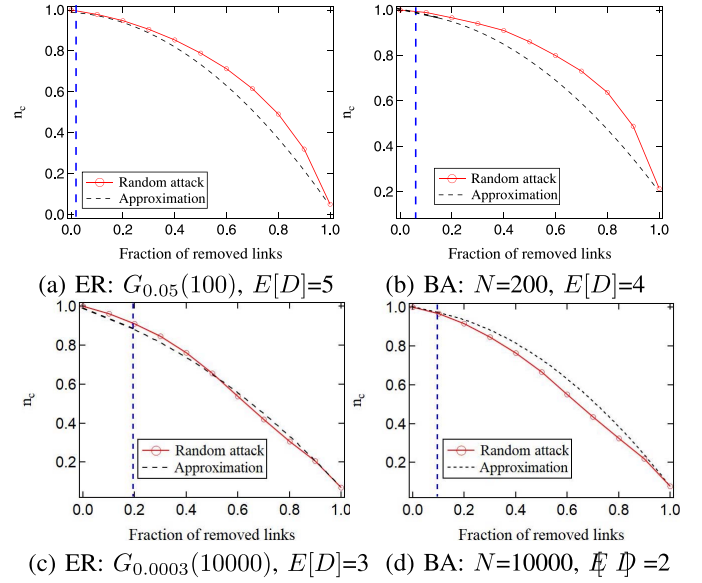 1.0
0.8
0.6
0.4
0.2
0.0
n_c
Random attack
Approximation
0.0 0.2 0.4 0.6 0.8 1.0
Fraction of removed links
(a) ER: G_{0.05}(100), E[D]=5
1.0
0.8
0.6
0.4
0.2
n_c
Random attack
Approximation
0.0 0.2 0.4 0.6 0.8 1.0
Fraction of removed links
(b) BA: N=200, E[D]=4
1.0
0.8
0.6
0.4
0.2
n_c
Random attack
Approximation
0.0 0.2 0.4 0.6 0.8 1.0
Fraction of removed links
(c) ER: G_{0.0003}(10000), E[D]=3
1.0
0.8
0.6
0.4
0.2
n_c
Random attack
Approximation
0.0 0.2 0.4 0.6 0.8 1.0
Fraction of removed links
(d) BA: N=10000, E[D] =2